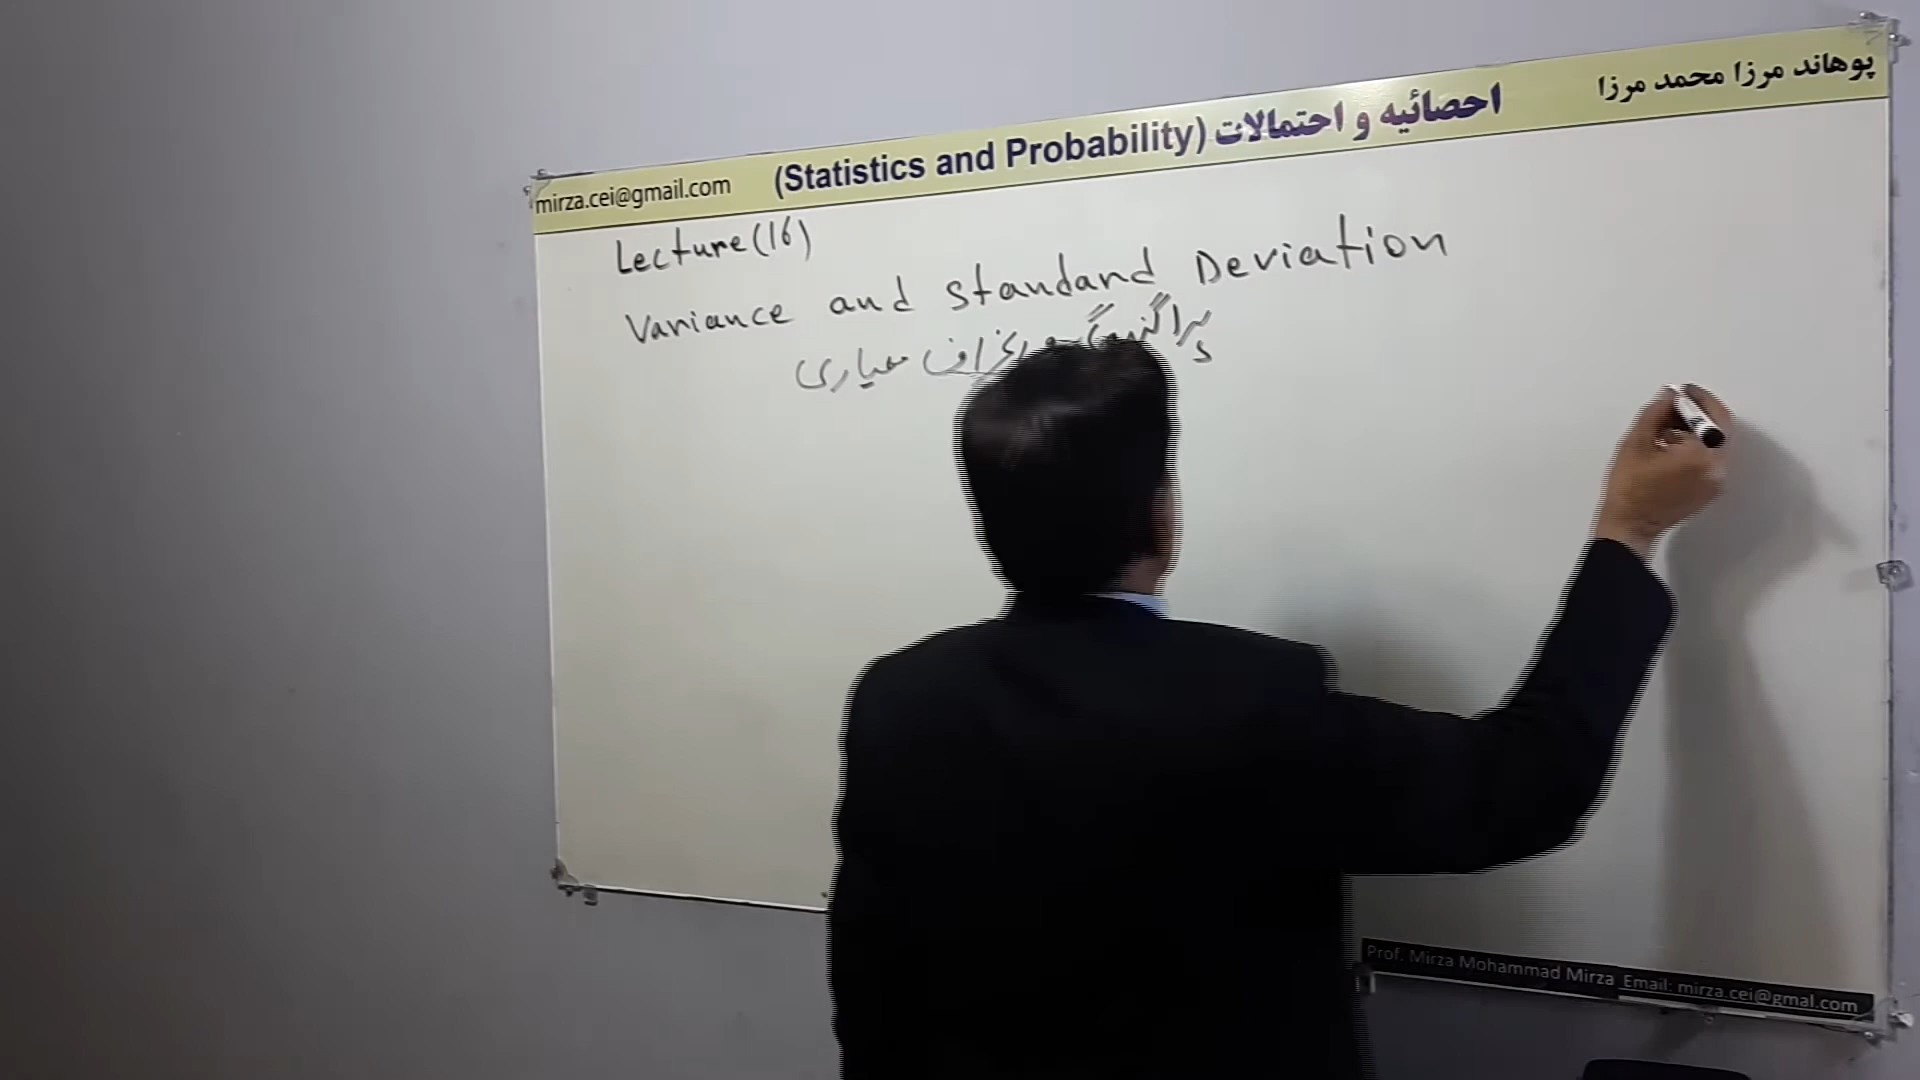 mirza.cei@gmail.com (Statistics and Probability) احصائیه و احتمالات پوهاند مرزا محمد مرزا
Lecture(16)
Variance and Standard Deviation
معیاری
Prof. Mirza Mohammad Mirza Email: mirza.cei@gmal.com